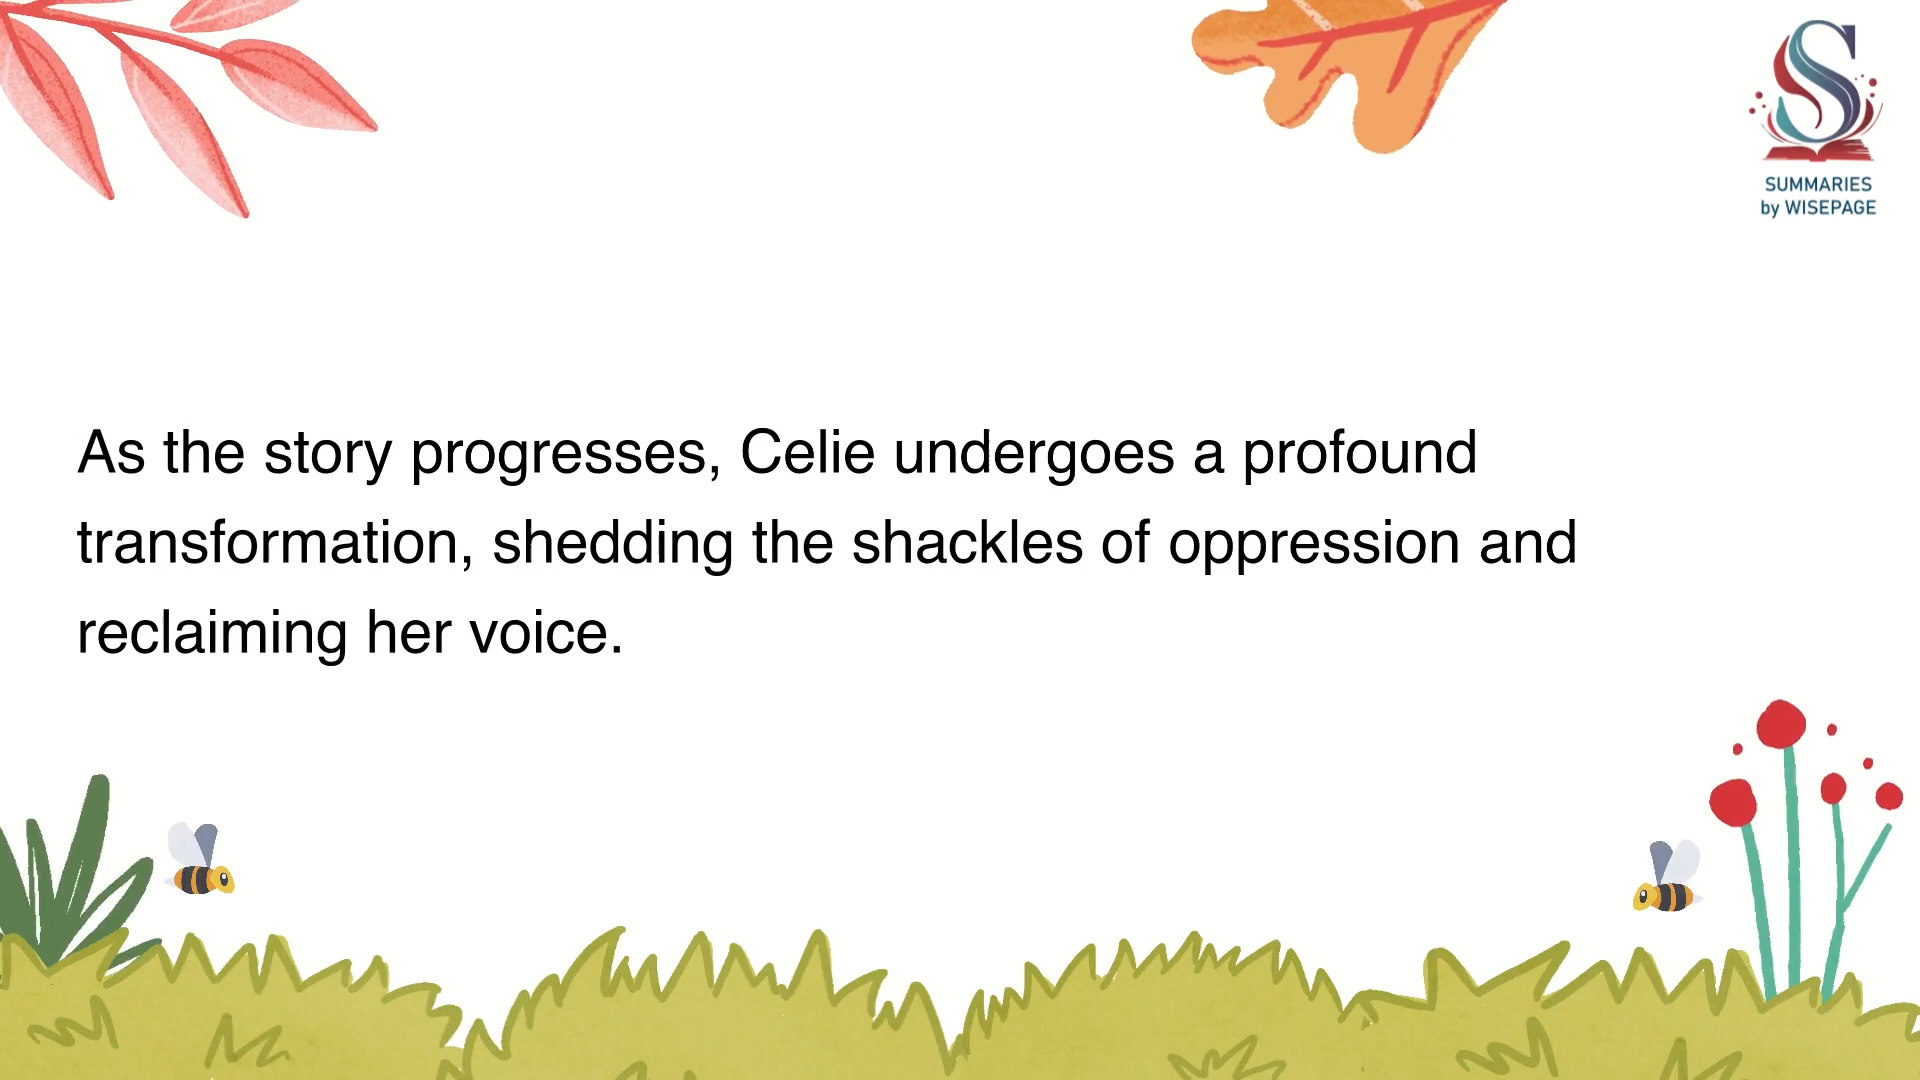 SUMMARIES
by WISEPAGE
As the story progresses, Celie undergoes a profound
transformation, shedding the shackles of oppression and
reclaiming her voice.